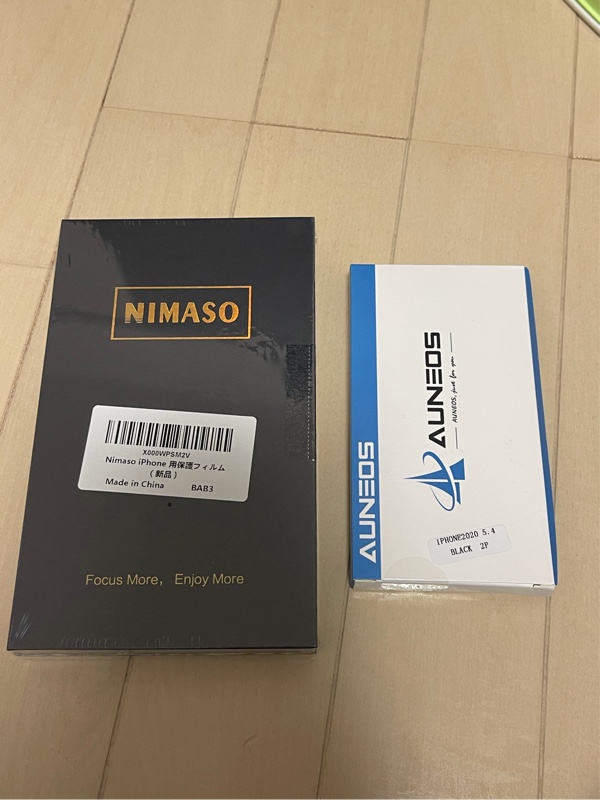 NIMASO
X000WPSM2V
Nimaso iPhone 用保護フィルム
（新品）
Made in China BAB3
Focus More, Enjoy More
AUNEOS
AUNEOS
AUNEOS, just for you
IPHONE2020 5.4
BLACK 2P